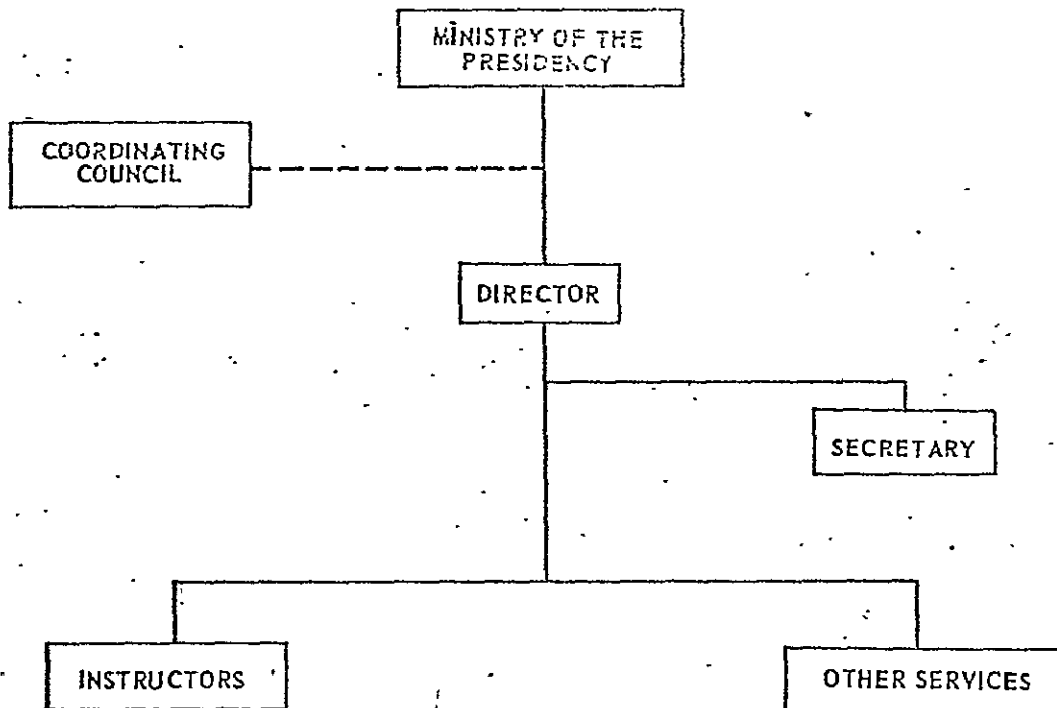 MINISTRY OF THE
PRESIDENCY
COORDINATING
COUNCIL
DIRECTOR
SECRETARY
INSTRUCTORS
OTHER SERVICES